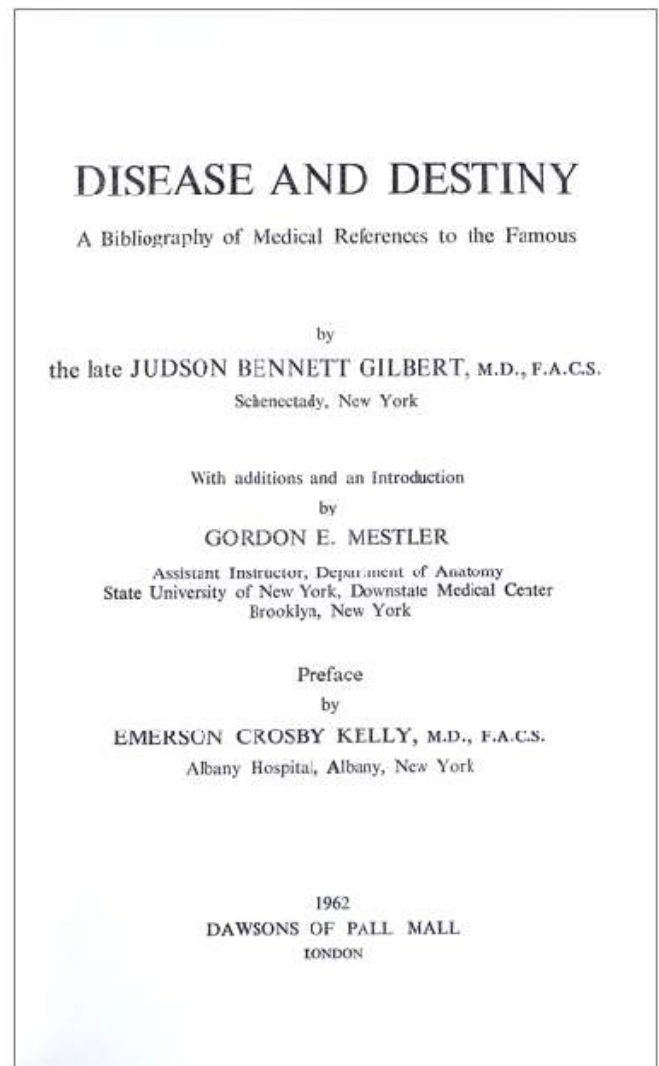 DISEASE AND DESTINY
A Bibliography of Medical References to the Famous
by
the late JUDSON BENNETT GILBERT, M.D., F.A.C.S.
Schenectady, New York
With additions and an Introduction
by
GORDON E. MESTLER
Assistant Instructor, Department of Anatomy
State University of New York, Downstate Medical Center
Brooklyn, New York
Preface
by
EMERSON CROSBY KELLY, M.D., F.A.C.S.
Albany Hospital, Albany, New York
1962
DAWSONS OF PALL MALL
LONDON